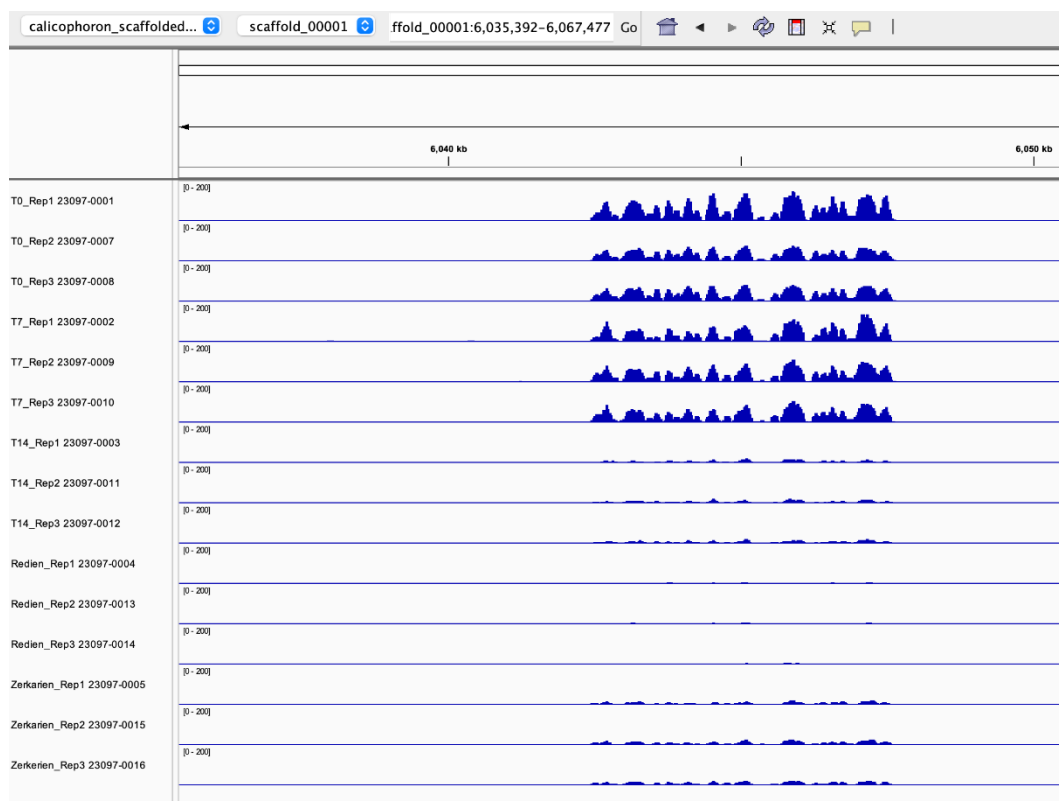 calicophoron_scaffolded... scaffold_00001 ffold_00001:6,035,392-6,067,477 Go
6,040 kb 6,050 kb
[0 - 200]
T0_Rep1 23097-0001
[0 - 200]
T0_Rep2 23097-0007
[0 - 200]
T0_Rep3 23097-0008
[0 - 200]
T7_Rep1 23097-0002
[0 - 200]
T7_Rep2 23097-0009
[0 - 200]
T7_Rep3 23097-0010
[0 - 200]
T14_Rep1 23097-0003
[0 - 200]
T14_Rep2 23097-0011
[0 - 200]
T14_Rep3 23097-0012
[0 - 200]
Redien_Rep1 23097-0004
[0 - 200]
Redien_Rep2 23097-0013
[0 - 200]
Redien_Rep3 23097-0014
[0 - 200]
Zerkarien_Rep1 23097-0005
[0 - 200]
Zerkarien_Rep2 23097-0015
[0 - 200]
Zerkerien_Rep3 23097-0016